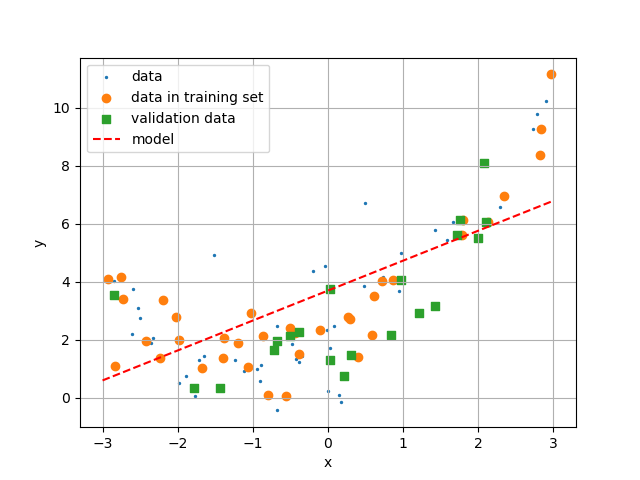 data
data in training set
validation data
model
y
10
8
6
4
2
0
−3
−2
−1
0
1
2
3
x